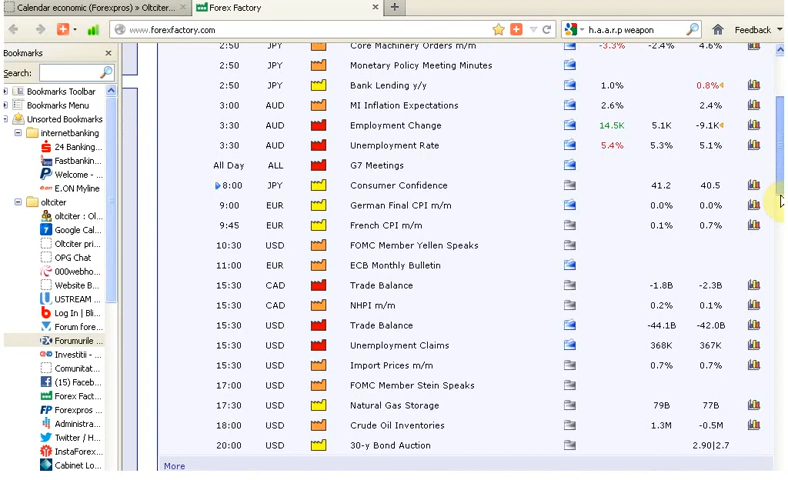 Calendar economic (Forexpros) » Oltciter...
Forex Factory
www.forexfactory.com
h.a.a.r.p weapon
Feedback
Bookmarks
Search:
Bookmarks Toolbar
Bookmarks Menu
Unsorted Bookmarks
internetbanking
24 Banking...
Fastbankin...
Welcome - ...
E.ON Myline
oltciter
oltciter : Ol...
Google Cal...
Oltciter pri...
OPG Chat
000webho...
Website B...
USTREAM ...
Log In | Bli...
Forum fore...
Forumurile ...
Investitii - ...
Comunitat...
(15) Faceb...
Forex Fact...
Forexpros ...
Administra...
Twitter / H...
InstaForex...
Cabinet Lo...
2:50 JPY Core Machinery Orders m/m -3.3% -2.4% 4.6%
2:50 JPY Monetary Policy Meeting Minutes
2:50 JPY Bank Lending y/y 1.0% 0.8%
3:00 AUD MI Inflation Expectations 2.6% 2.4%
3:30 AUD Employment Change 14.5K 5.1K -9.1K
3:30 AUD Unemployment Rate 5.4% 5.3% 5.1%
All Day ALL G7 Meetings
8:00 JPY Consumer Confidence 41.2 40.5
9:00 EUR German Final CPI m/m 0.0% 0.0%
9:45 EUR French CPI m/m 0.1% 0.7%
10:30 USD FOMC Member Yellen Speaks
11:00 EUR ECB Monthly Bulletin
15:30 CAD Trade Balance -1.8B -2.3B
15:30 CAD NHPI m/m 0.2% 0.1%
15:30 USD Trade Balance -44.1B -42.0B
15:30 USD Unemployment Claims 368K 367K
15:30 USD Import Prices m/m 0.7% 0.7%
17:00 USD FOMC Member Stein Speaks
17:30 USD Natural Gas Storage 79B 77B
18:00 USD Crude Oil Inventories 1.3M -0.5M
20:00 USD 30-y Bond Auction 2.90|2.7
More